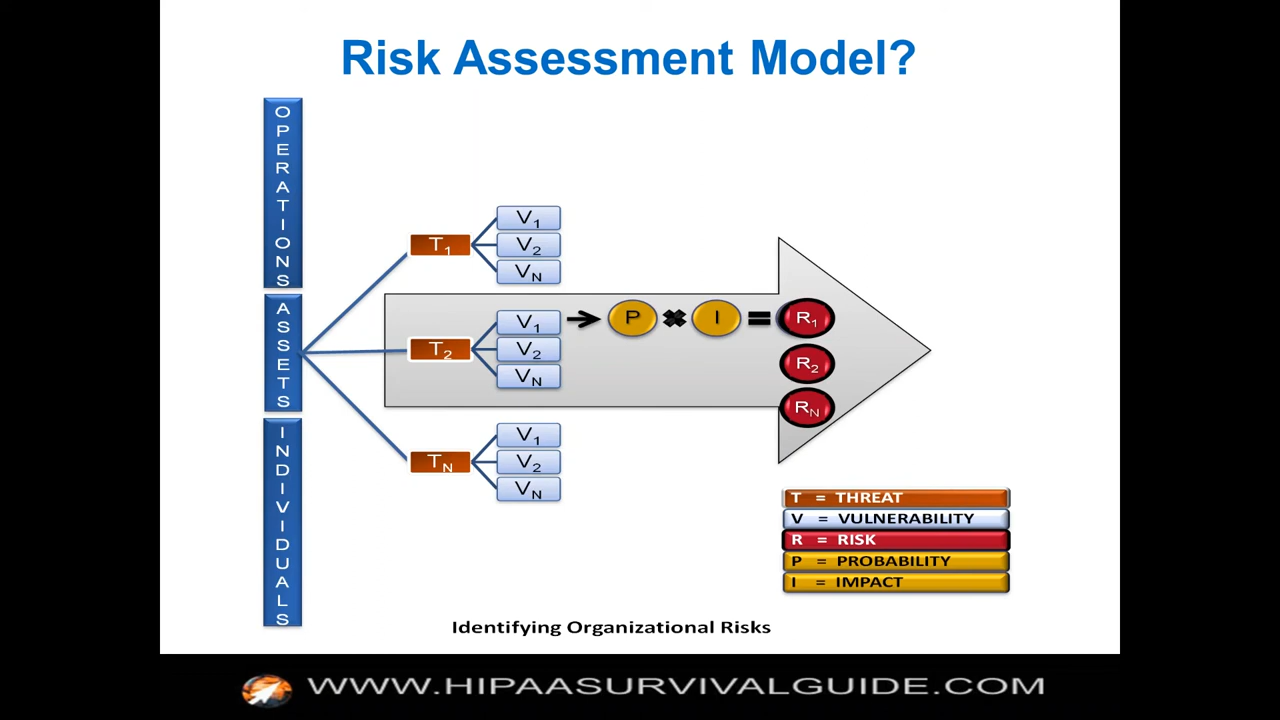 Risk Assessment Model?
OPERATIONS
ASSETS
INDIVIDUALS
T1
V1
V2
VN
T2
V1
V2
VN
P × I = R1
R2
RN
TN
V1
V2
VN
T = THREAT
V = VULNERABILITY
R = RISK
P = PROBABILITY
I = IMPACT
Identifying Organizational Risks
WWW.HIPAASURVIVALGUIDE.COM